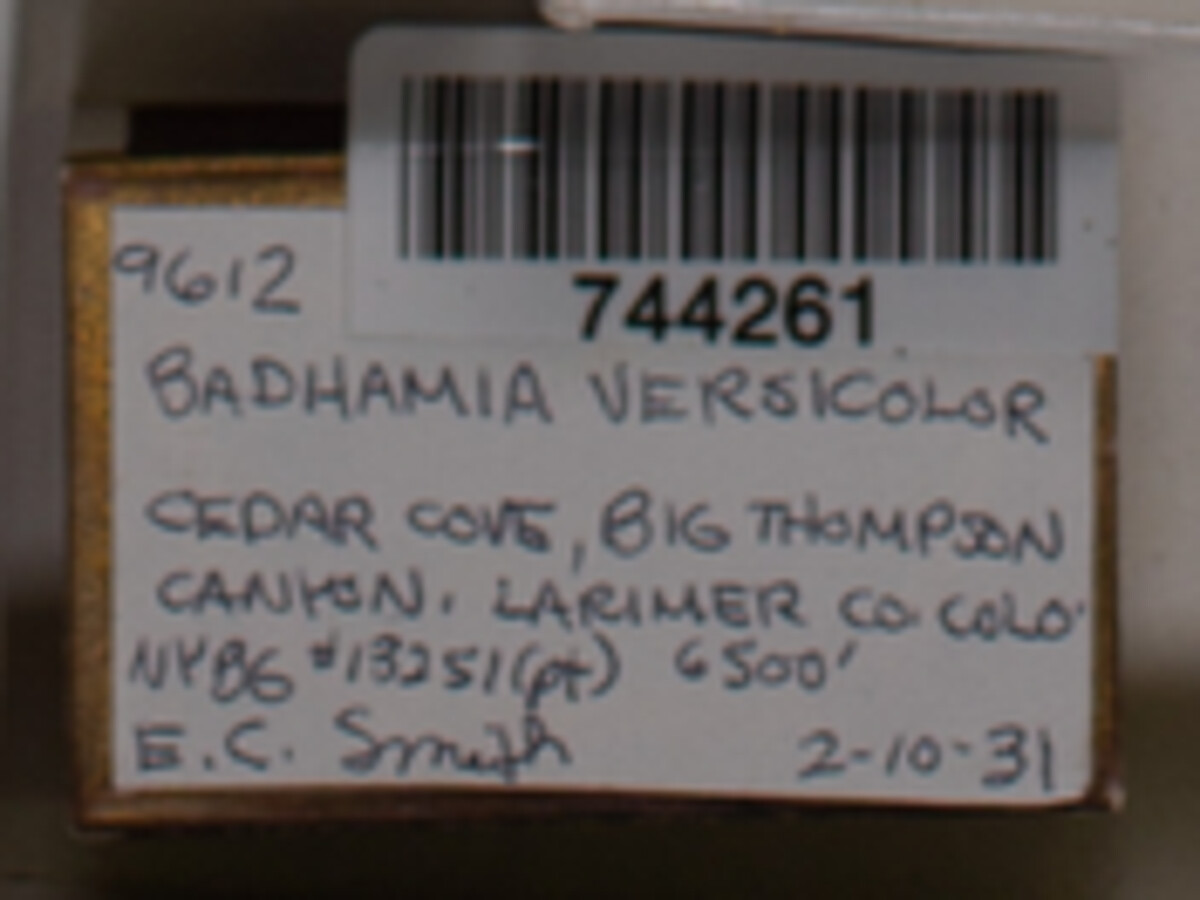 744261
9612
BADHAMIA VERSICOLOR
CEDAR COVE, BIG THOMPSON
CANYON. LARIMER CO. COLO.
NYBG #13251(pt) 6500'
E.C. Smith 2-10-31